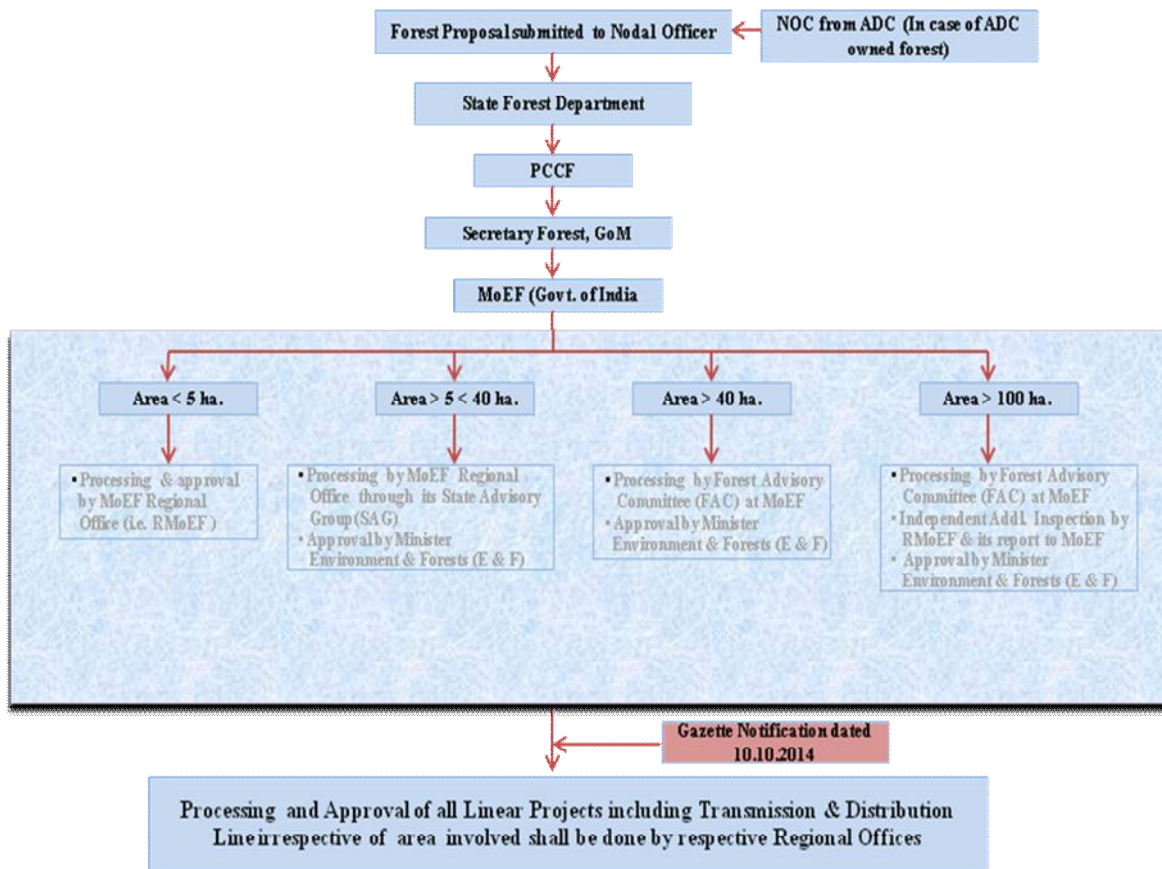 Forest Proposal submitted to Nodal Officer
NOC from ADC (In case of ADC
owned forest)
State Forest Department
PCCF
Secretary Forest, GoM
MoEF (Govt. of India
Area < 5 ha.
▪ Processing & approval
by MoEF Regional
Office (i.e. RMoEF )
Area > 5 < 40 ha.
▪ Processing by MoEF Regional
Office through its State Advisory
Group(SAG)
▪ Approval by Minister
Environment & Forests (E & F)
Area > 40 ha.
▪ Processing by Forest Advisory
Committee (FAC) at MoEF
▪ Approval by Minister
Environment & Forests (E & F)
Area > 100 ha.
▪ Processing by Forest Advisory
Committee (FAC) at MoEF
▪ Independent Addl. Inspection by
RMoEF & its report to MoEF
▪ Approval by Minister
Environment & Forests (E & F)
Gazette Notification dated
10.10.2014
Processing and Approval of all Linear Projects including Transmission & Distribution
Line irrespective of area involved shall be done by respective Regional Offices